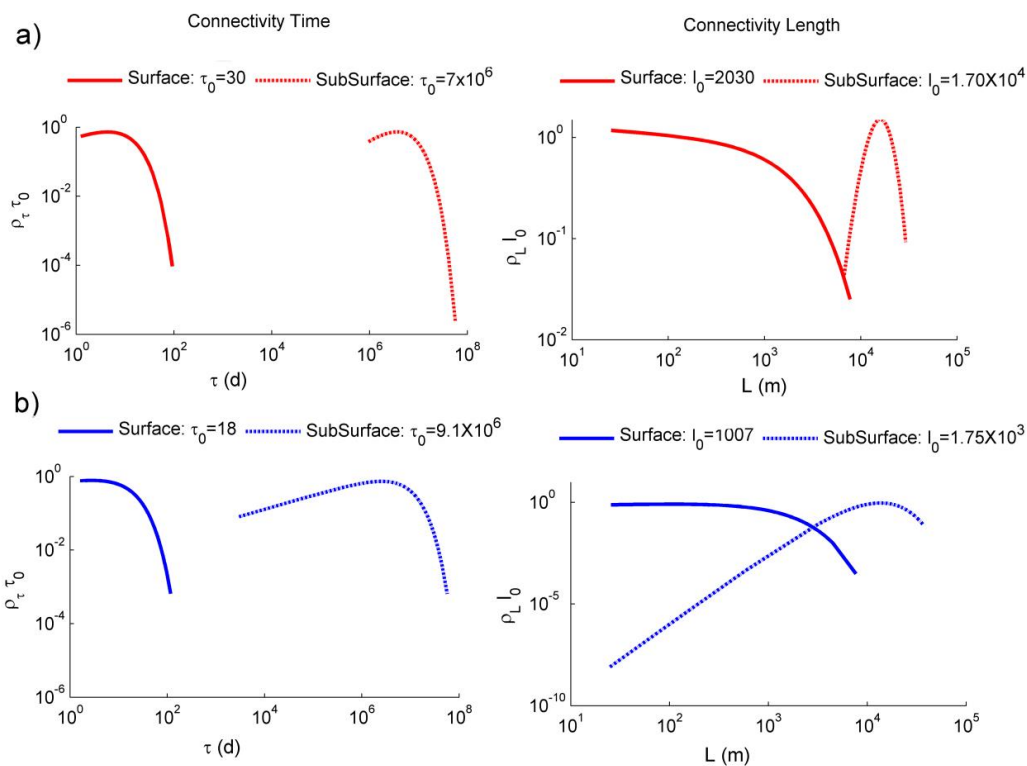 Connectivity Time
Connectivity Length
a)
Surface: τ0=30
SubSurface: τ0=7x10^6
10^0
10^-2
10^-4
10^-6
ρτ τ0
10^0
10^2
10^4
10^6
10^8
τ (d)
Surface: l0=2030
SubSurface: l0=1.70X10^4
10^0
10^-1
10^-2
ρL l0
10^1
10^2
10^3
10^4
10^5
L (m)
b)
Surface: τ0=18
SubSurface: τ0=9.1X10^6
10^0
10^-2
10^-4
10^-6
ρτ τ0
10^0
10^2
10^4
10^6
10^8
τ (d)
Surface: l0=1007
SubSurface: l0=1.75X10^3
10^0
10^-5
10^-10
ρL l0
10^1
10^2
10^3
10^4
10^5
L (m)